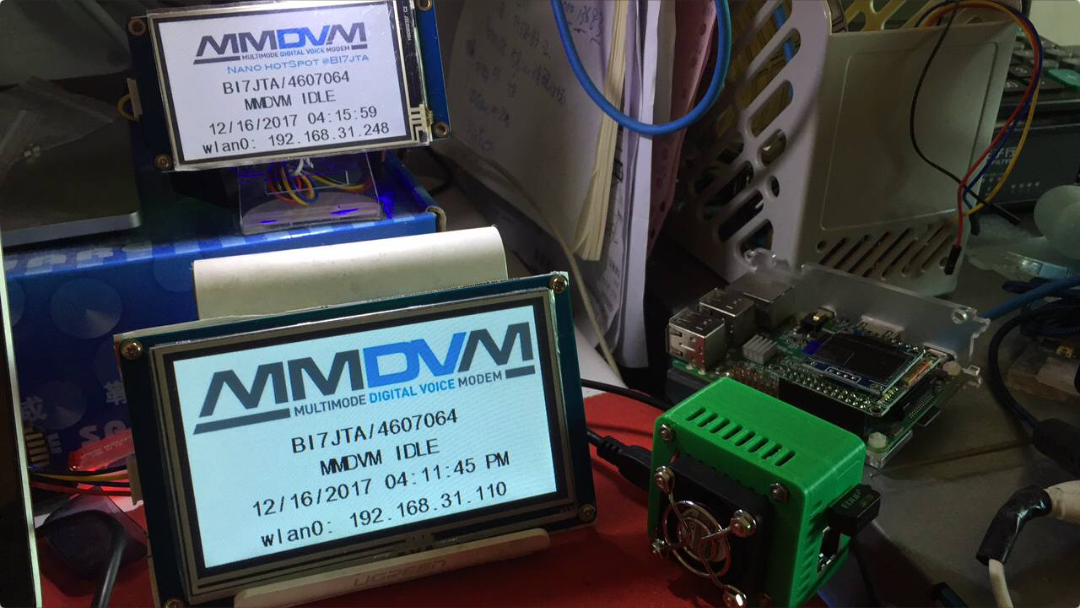 MMDVM
MULTIMODE DIGITAL VOICE MODEM
NANO HOTSPOT @BI7JTA
BI7JTA/4607064
MMDVM IDLE
12/16/2017 04:15:59
wlan0: 192.168.31.248
MMDVM
MULTIMODE DIGITAL VOICE MODEM
BI7JTA/4607064
MMDVM IDLE
12/16/2017 04:11:45 PM
wlan0: 192.168.31.110
UGREEN